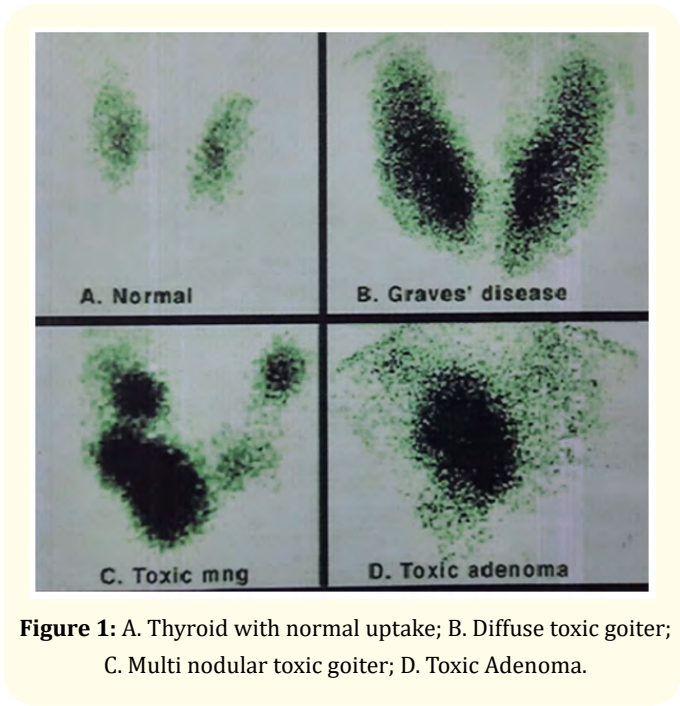 A. Normal
B. Graves' disease
C. Toxic mng
D. Toxic adenoma
Figure 1: A. Thyroid with normal uptake; B. Diffuse toxic goiter;
C. Multi nodular toxic goiter; D. Toxic Adenoma.